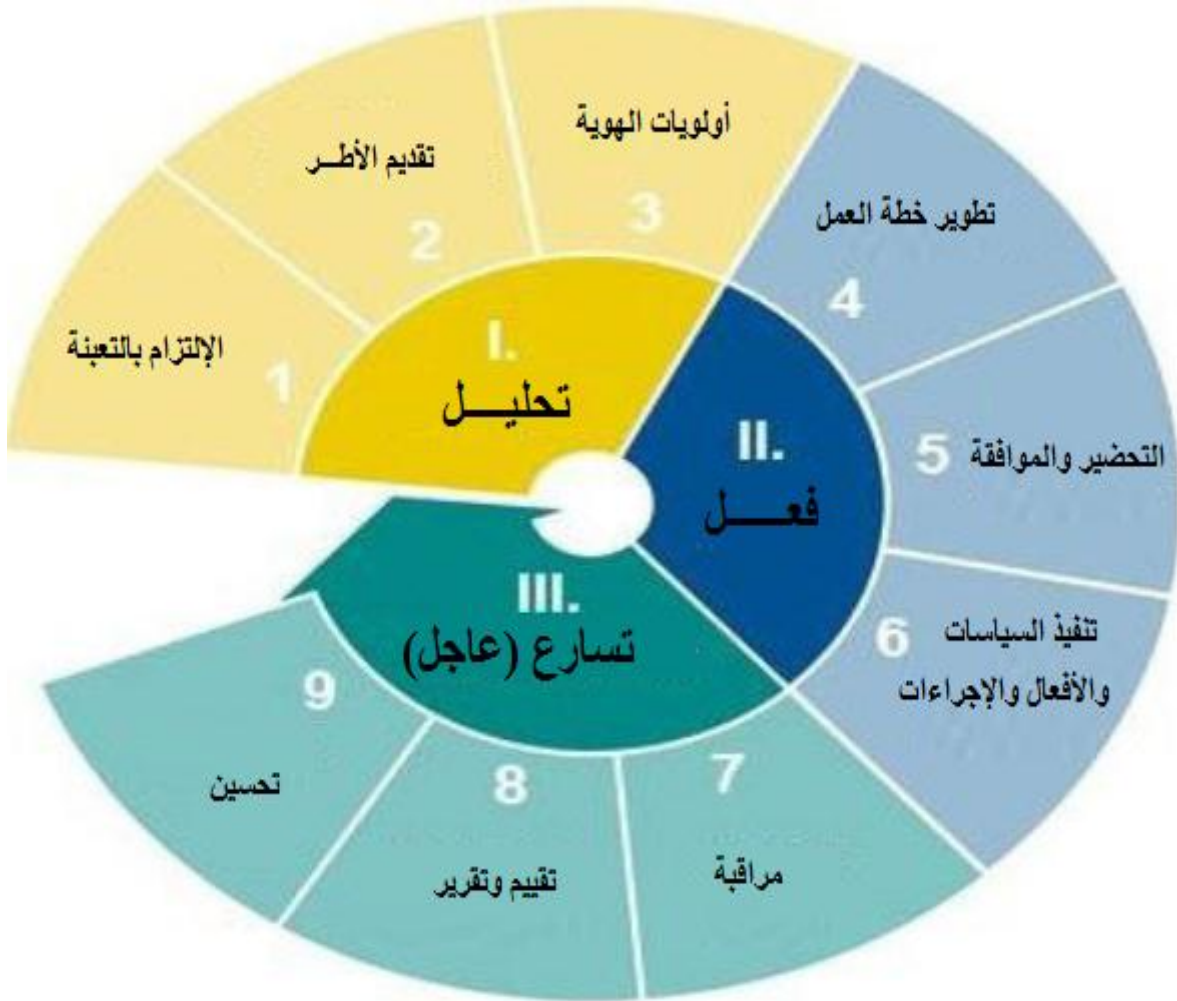 I.
تحليـــل
1
الإلتزام بالتعبئة
2
تقديم الأطــر
3
أولويات الهوية
II.
فعـــــل
4
تطوير خطة العمل
5
التحضير والموافقة
6
تنفيذ السياسات
والأفعال والإجراءات
III.
تسارع (عاجل)
7
مراقبة
8
تقييم وتقرير
9
تحسين